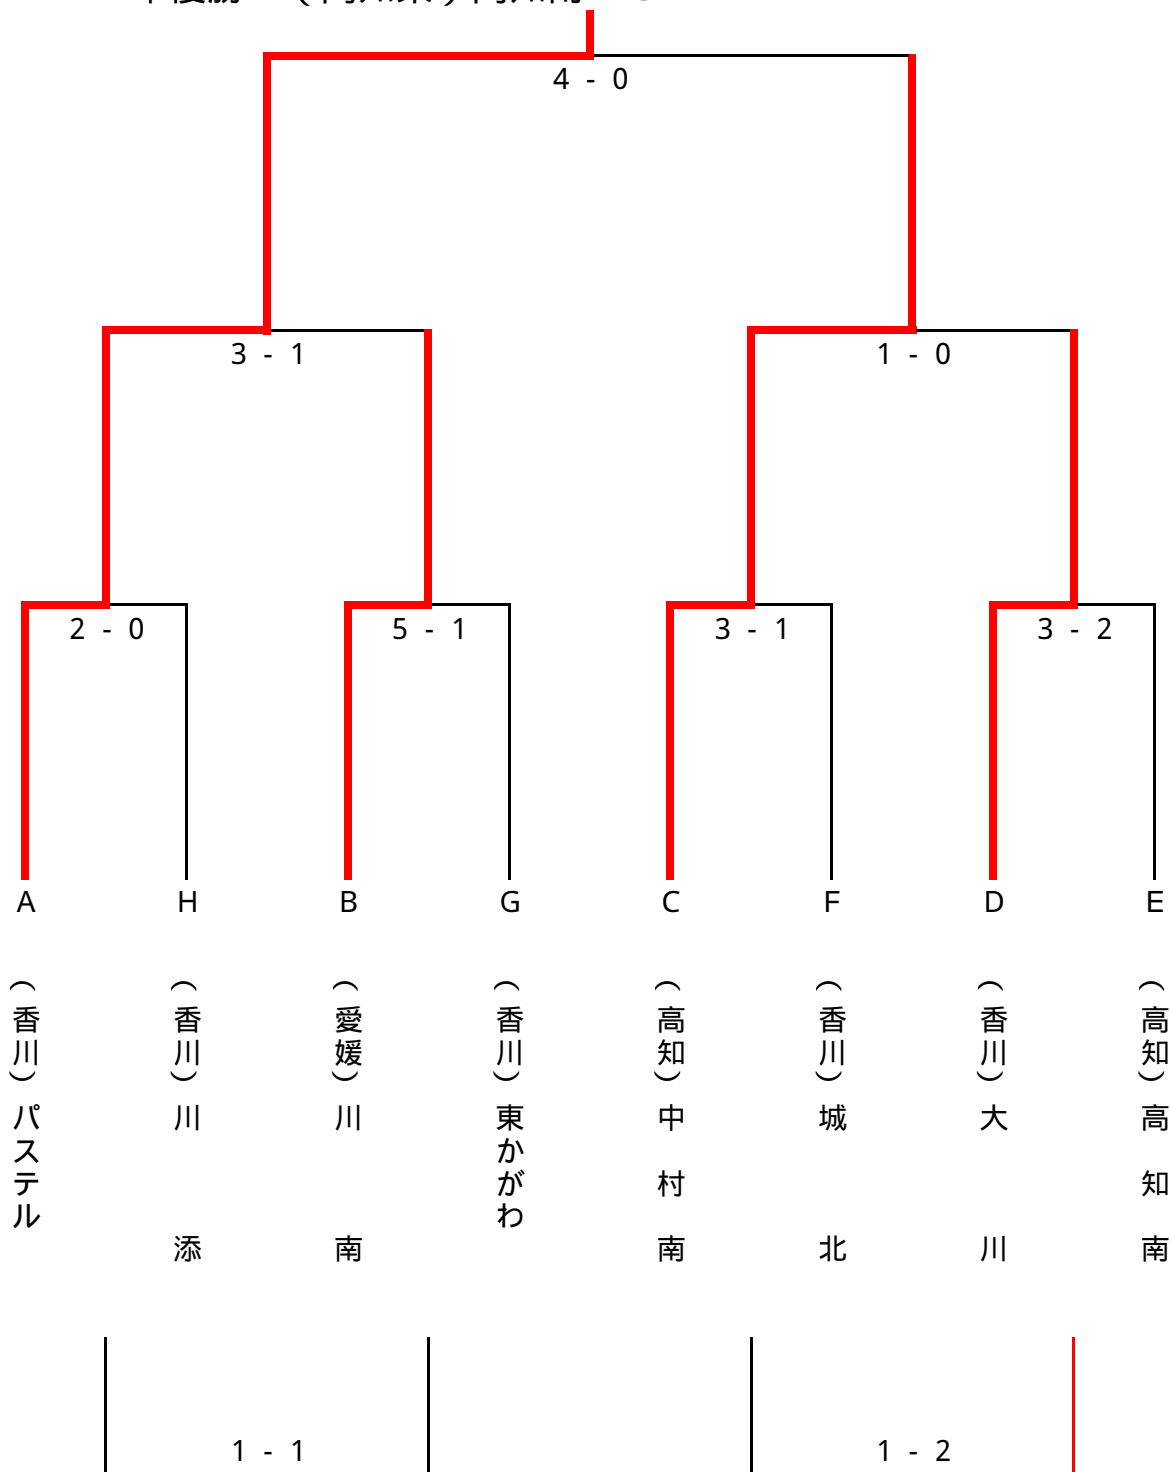 4 - 0
3 - 1
1 - 0
2 - 0
5 - 1
3 - 1
3 - 2
A
H
B
G
C
F
D
E
(香川)パステル
(香川)川添
(愛媛)川南
(香川)東かがわ
(高知)中村南
(香川)城北
(香川)大川
(高知)高知南
1 - 1
1 - 2